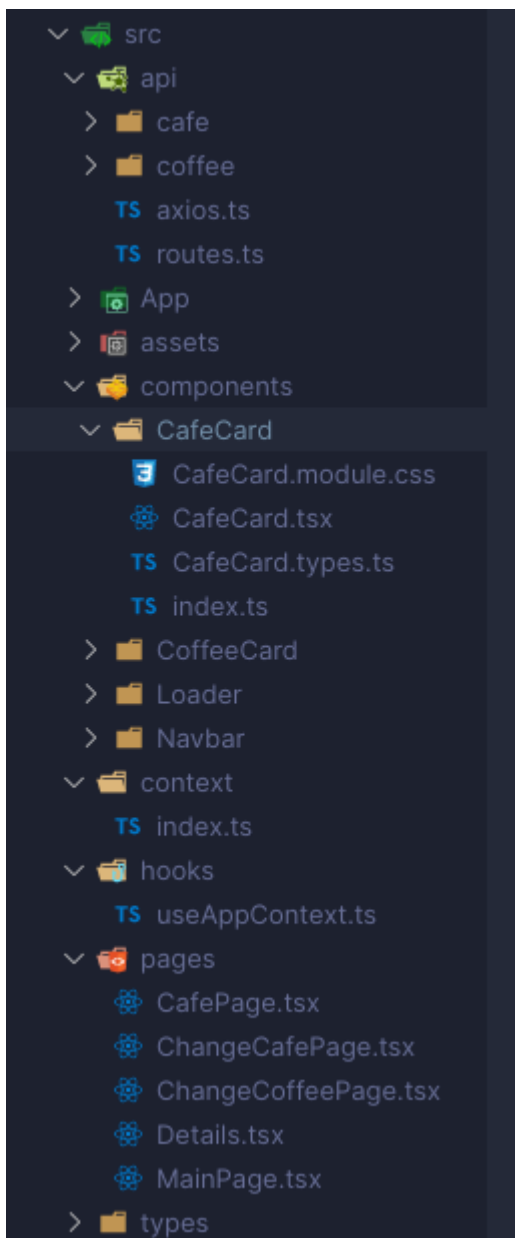 src
api
cafe
coffee
TS axios.ts
TS routes.ts
App
assets
components
CafeCard
3 CafeCard.module.css
CafeCard.tsx
TS CafeCard.types.ts
TS index.ts
CoffeeCard
Loader
Navbar
context
TS index.ts
hooks
TS useAppContext.ts
pages
CafePage.tsx
ChangeCafePage.tsx
ChangeCoffeePage.tsx
Details.tsx
MainPage.tsx
types